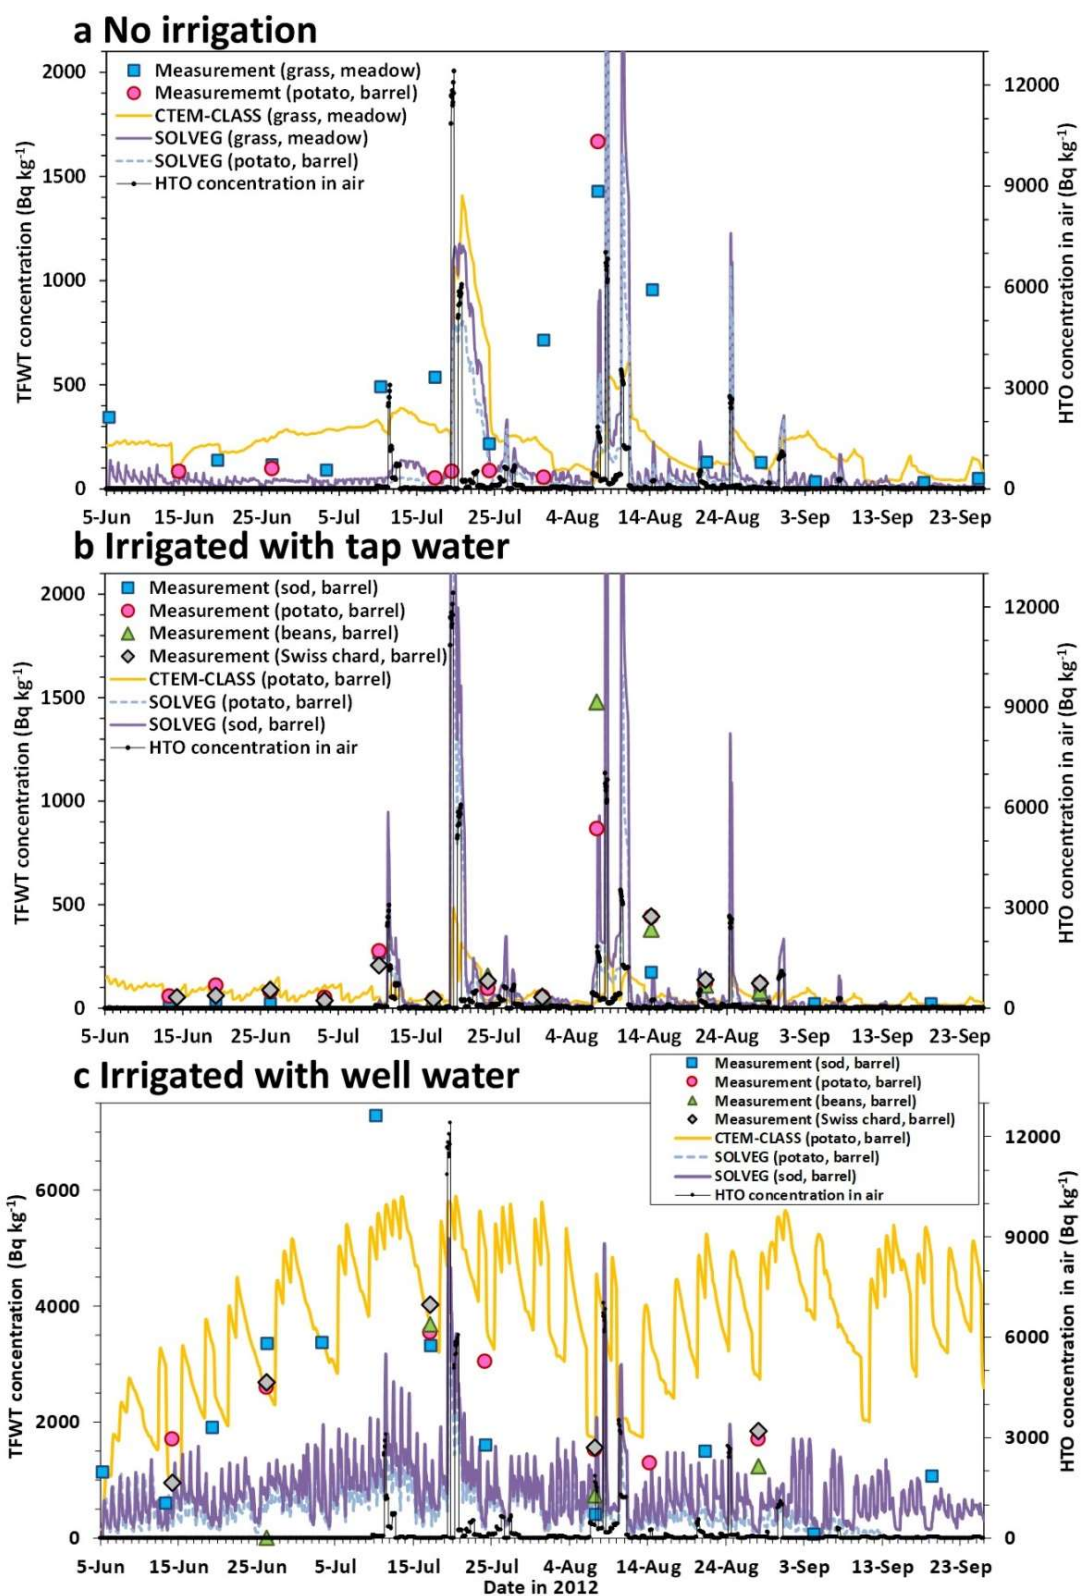 a No irrigation
2000
1500
1000
500
0
TFWT concentration (Bq kg-1)
Measurement (grass, meadow)
Measurememt (potato, barrel)
CTEM-CLASS (grass, meadow)
SOLVEG (grass, meadow)
SOLVEG (potato, barrel)
HTO concentration in air
12000
9000
6000
3000
0
HTO concentration in air (Bq kg-1)
5-Jun 15-Jun 25-Jun 5-Jul 15-Jul 25-Jul 4-Aug 14-Aug 24-Aug 3-Sep 13-Sep 23-Sep
b Irrigated with tap water
2000
1500
1000
500
0
TFWT concentration (Bq kg-1)
Measurement (sod, barrel)
Measurement (potato, barrel)
Measurement (beans, barrel)
Measurement (Swiss chard, barrel)
CTEM-CLASS (potato, barrel)
SOLVEG (potato, barrel)
SOLVEG (sod, barrel)
HTO concentration in air
12000
9000
6000
3000
0
HTO concentration in air (Bq kg-1)
5-Jun 15-Jun 25-Jun 5-Jul 15-Jul 25-Jul 4-Aug 14-Aug 24-Aug 3-Sep 13-Sep 23-Sep
c Irrigated with well water
6000
4000
2000
0
TFWT concentration (Bq kg-1)
Measurement (sod, barrel)
Measurement (potato, barrel)
Measurement (beans, barrel)
Measurement (Swiss chard, barrel)
CTEM-CLASS (potato, barrel)
SOLVEG (potato, barrel)
SOLVEG (sod, barrel)
HTO concentration in air
12000
9000
6000
3000
0
HTO concentration in air (Bq kg-1)
5-Jun 15-Jun 25-Jun 5-Jul 15-Jul 25-Jul 4-Aug 14-Aug 24-Aug 3-Sep 13-Sep 23-Sep
Date in 2012